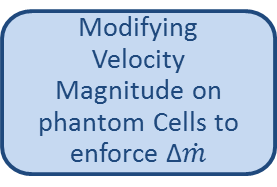 Modifying
Velocity
Magnitude on
phantom Cells to
enforce Δṁ